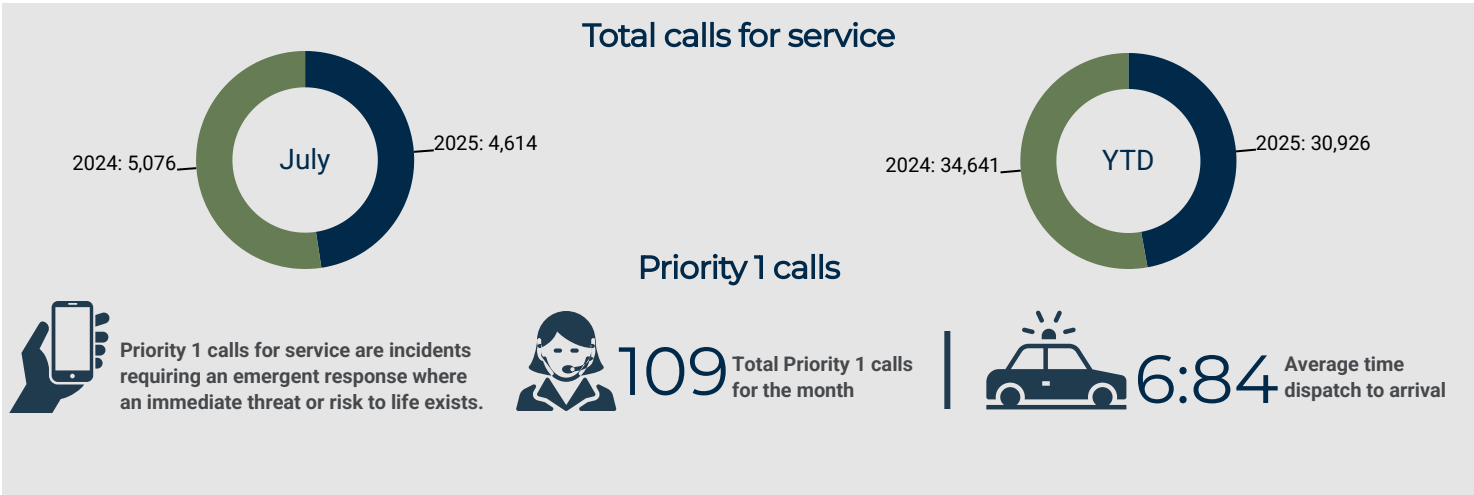 Total calls for service
2024: 5,076
July
2025: 4,614
2024: 34,641
YTD
2025: 30,926
Priority 1 calls
Priority 1 calls for service are incidents
requiring an emergent response where
an immediate threat or risk to life exists.
109
Total Priority 1 calls
for the month
6:84
Average time
dispatch to arrival